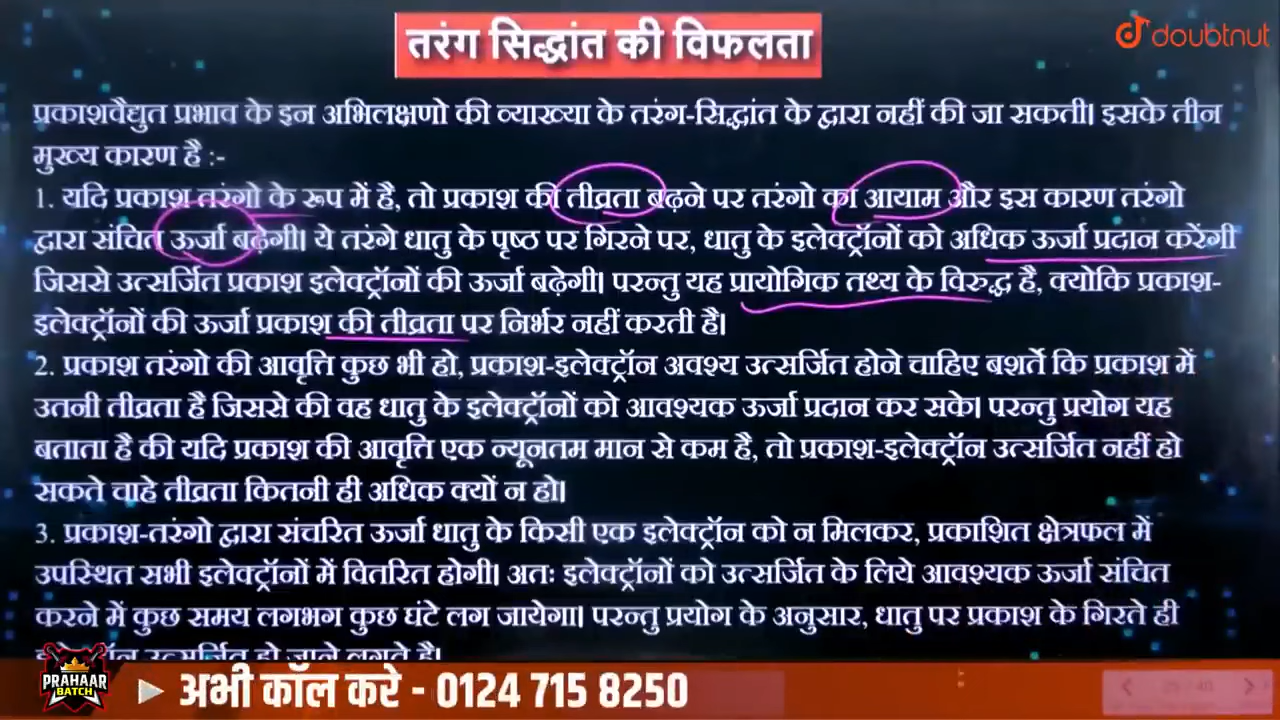 तरंग सिद्धांत की विफलता
doubtnut
प्रकाशवैद्युत प्रभाव के इन अभिलक्षणो की व्याख्या के तरंग-सिद्धांत के द्वारा नहीं की जा सकती। इसके तीन
मुख्य कारण है :-
1. यदि प्रकाश तरंगो के रूप में है, तो प्रकाश की तीव्रता बढ़ने पर तरंगो का आयाम और इस कारण तरंगो
द्वारा संचित ऊर्जा बढ़ेगी। ये तरंगे धातु के पृष्ठ पर गिरने पर, धातु के इलेक्ट्रॉनों को अधिक ऊर्जा प्रदान करेंगी
जिससे उत्सर्जित प्रकाश इलेक्ट्रॉनों की ऊर्जा बढ़ेगी। परन्तु यह प्रायोगिक तथ्य के विरुद्ध है, क्योकि प्रकाश-
इलेक्ट्रॉनों की ऊर्जा प्रकाश की तीव्रता पर निर्भर नहीं करती है।
2. प्रकाश तरंगो की आवृत्ति कुछ भी हो, प्रकाश-इलेक्ट्रॉन अवश्य उत्सर्जित होने चाहिए बशर्ते कि प्रकाश में
उतनी तीव्रता है जिससे की वह धातु के इलेक्ट्रॉनों को आवश्यक ऊर्जा प्रदान कर सके। परन्तु प्रयोग यह
बताता है की यदि प्रकाश की आवृत्ति एक न्यूनतम मान से कम है, तो प्रकाश-इलेक्ट्रॉन उत्सर्जित नहीं हो
सकते चाहे तीव्रता कितनी ही अधिक क्यों न हो।
3. प्रकाश-तरंगो द्वारा संचरित ऊर्जा धातु के किसी एक इलेक्ट्रॉन को न मिलकर, प्रकाशित क्षेत्रफल में
उपस्थित सभी इलेक्ट्रॉनों में वितरित होगी। अतः इलेक्ट्रॉनों को उत्सर्जित के लिये आवश्यक ऊर्जा संचित
करने में कुछ समय लगभग कुछ घंटे लग जायेगा। परन्तु प्रयोग के अनुसार, धातु पर प्रकाश के गिरते ही
उत्सर्जित हो जाने लगते है।
PRAHAAR
BATCH
अभी कॉल करे - 0124 715 8250